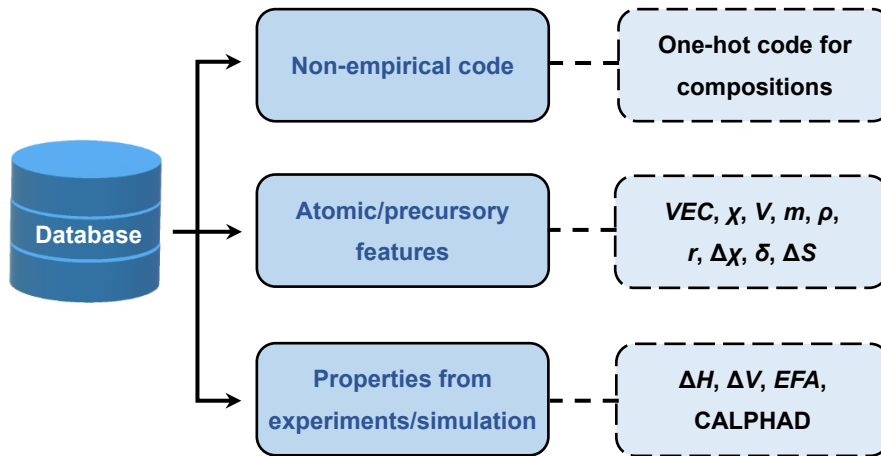 Database
Non-empirical code
One-hot code for
compositions
Atomic/precursory
features
VEC, χ, V, m, ρ,
r, Δχ, δ, ΔS
Properties from
experiments/simulation
ΔH, ΔV, EFA,
CALPHAD